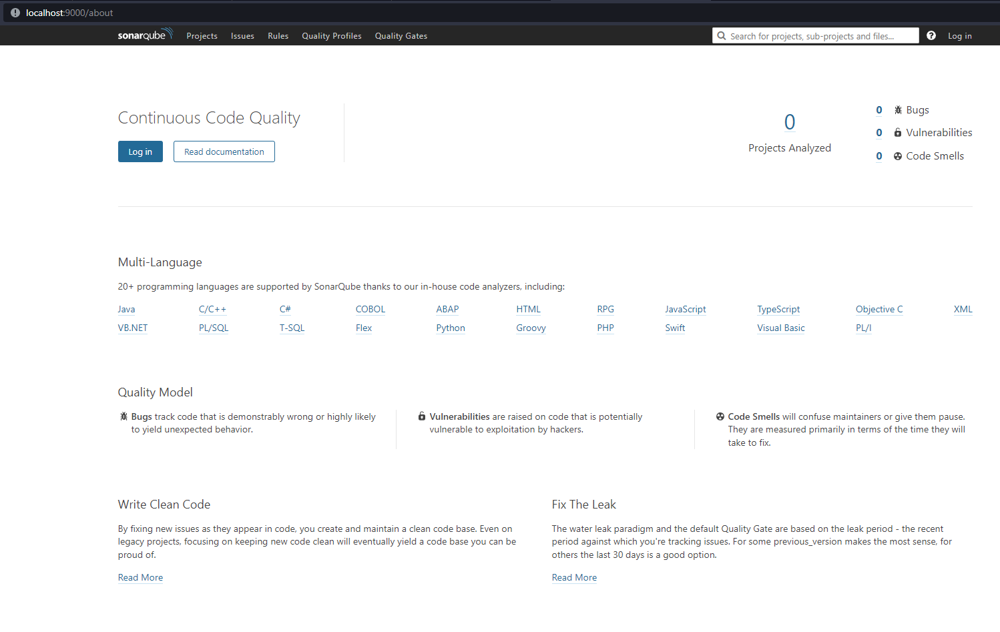 localhost:9000/about
sonarqube Projects Issues Rules Quality Profiles Quality Gates Search for projects, sub-projects and files... ? Log in
Continuous Code Quality
Log in Read documentation
0
Projects Analyzed
0 Bugs
0 Vulnerabilities
0 Code Smells
Multi-Language
20+ programming languages are supported by SonarQube thanks to our in-house code analyzers, including:
Java C/C++ C# COBOL ABAP HTML RPG JavaScript TypeScript Objective C XML
VB.NET PL/SQL T-SQL Flex Python Groovy PHP Swift Visual Basic PL/I
Quality Model
Bugs track code that is demonstrably wrong or highly likely
to yield unexpected behavior.
Vulnerabilities are raised on code that is potentially
vulnerable to exploitation by hackers.
Code Smells will confuse maintainers or give them pause.
They are measured primarily in terms of the time they will
take to fix.
Write Clean Code
By fixing new issues as they appear in code, you create and maintain a clean code base. Even on
legacy projects, focusing on keeping new code clean will eventually yield a code base you can be
proud of.
Read More
Fix The Leak
The water leak paradigm and the default Quality Gate are based on the leak period - the recent
period against which you're tracking issues. For some previous_version makes the most sense, for
others the last 30 days is a good option.
Read More